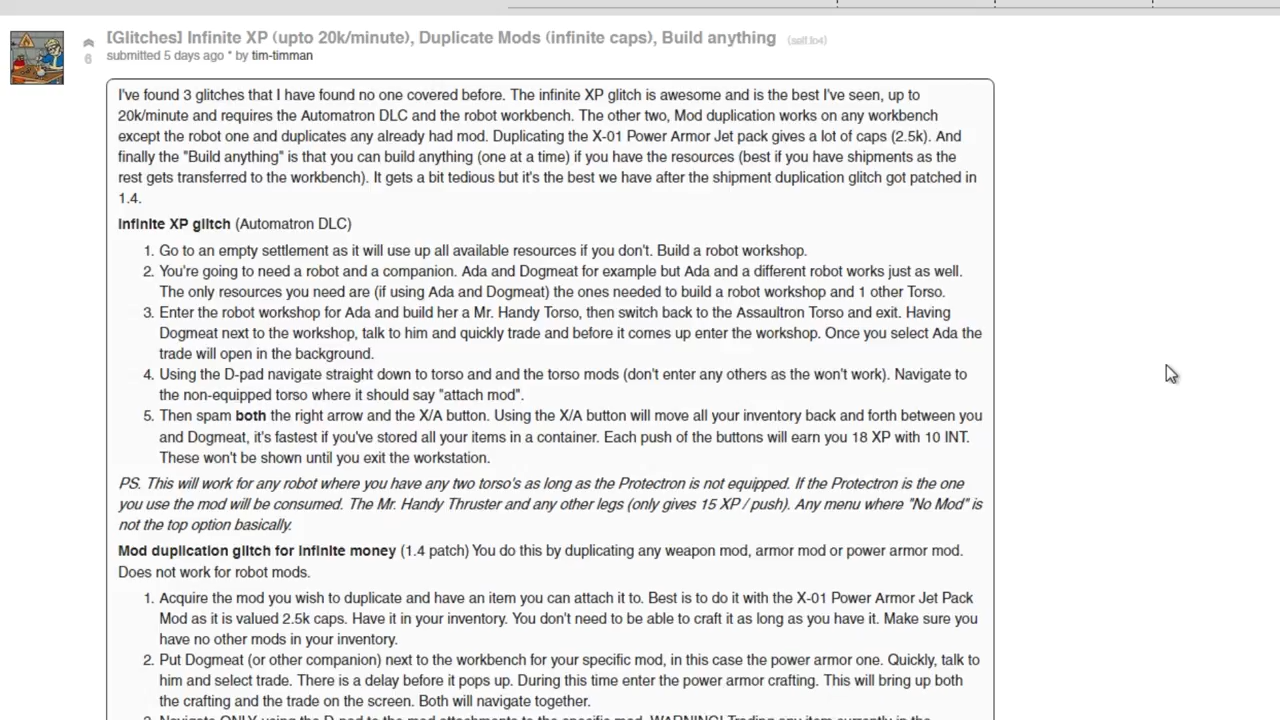 [Glitches] Infinite XP (upto 20k/minute), Duplicate Mods (infinite caps), Build anything (self.fo4)
6
submitted 5 days ago * by tim-timman
I've found 3 glitches that I have found no one covered before. The infinite XP glitch is awesome and is the best I've seen, up to
20k/minute and requires the Automatron DLC and the robot workbench. The other two, Mod duplication works on any workbench
except the robot one and duplicates any already had mod. Duplicating the X-01 Power Armor Jet pack gives a lot of caps (2.5k). And
finally the "Build anything" is that you can build anything (one at a time) if you have the resources (best if you have shipments as the
rest gets transferred to the workbench). It gets a bit tedious but it's the best we have after the shipment duplication glitch got patched in
1.4.
Infinite XP glitch (Automatron DLC)
1. Go to an empty settlement as it will use up all available resources if you don't. Build a robot workshop.
2. You're going to need a robot and a companion. Ada and Dogmeat for example but Ada and a different robot works just as well.
The only resources you need are (if using Ada and Dogmeat) the ones needed to build a robot workshop and 1 other Torso.
3. Enter the robot workshop for Ada and build her a Mr. Handy Torso, then switch back to the Assaultron Torso and exit. Having
Dogmeat next to the workshop, talk to him and quickly trade and before it comes up enter the workshop. Once you select Ada the
trade will open in the background.
4. Using the D-pad navigate straight down to torso and and the torso mods (don't enter any others as the won't work). Navigate to
the non-equipped torso where it should say "attach mod".
5. Then spam both the right arrow and the X/A button. Using the X/A button will move all your inventory back and forth between you
and Dogmeat, it's fastest if you've stored all your items in a container. Each push of the buttons will earn you 18 XP with 10 INT.
These won't be shown until you exit the workstation.
PS. This will work for any robot where you have any two torso's as long as the Protectron is not equipped. If the Protectron is the one
you use the mod will be consumed. The Mr. Handy Thruster and any other legs (only gives 15 XP / push). Any menu where "No Mod" is
not the top option basically.
Mod duplication glitch for infinite money (1.4 patch) You do this by duplicating any weapon mod, armor mod or power armor mod.
Does not work for robot mods.
1. Acquire the mod you wish to duplicate and have an item you can attach it to. Best is to do it with the X-01 Power Armor Jet Pack
Mod as it is valued 2.5k caps. Have it in your inventory. You don't need to be able to craft it as long as you have it. Make sure you
have no other mods in your inventory.
2. Put Dogmeat (or other companion) next to the workbench for your specific mod, in this case the power armor one. Quickly, talk to
him and select trade. There is a delay before it pops up. During this time enter the power armor crafting. This will bring up both
the crafting and the trade on the screen. Both will navigate together.
3. Navigate ONLY using the D-pad to the mod attachments to the specific mod. WARNING! Trading any item currently in the